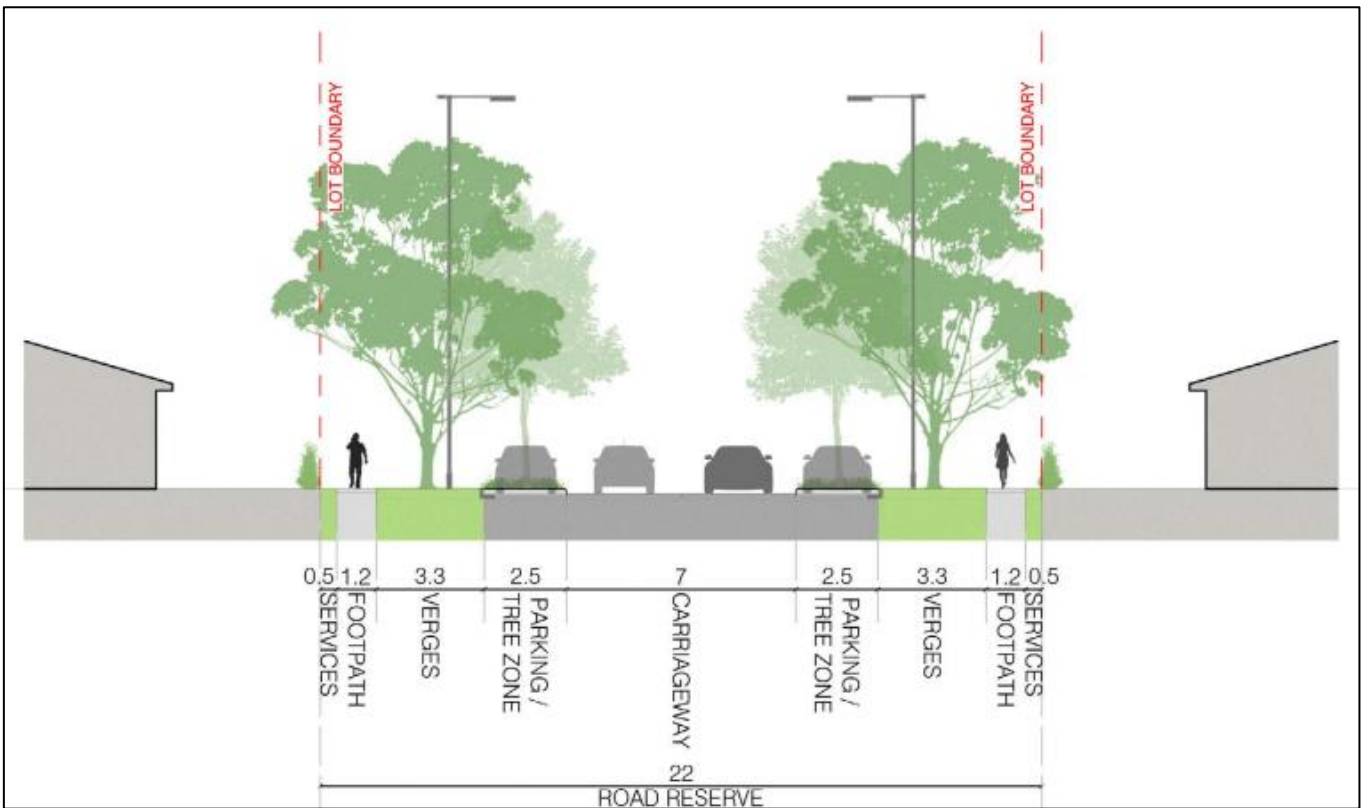 LOT BOUNDARY
LOT BOUNDARY
0.5
1.2
3.3
2.5
7
2.5
3.3
1.2
0.5
SERVICES
FOOTPATH
VERGES
PARKING /
TREE ZONE
CARRIAGEWAY
PARKING /
TREE ZONE
VERGES
FOOTPATH
SERVICES
22
ROAD RESERVE